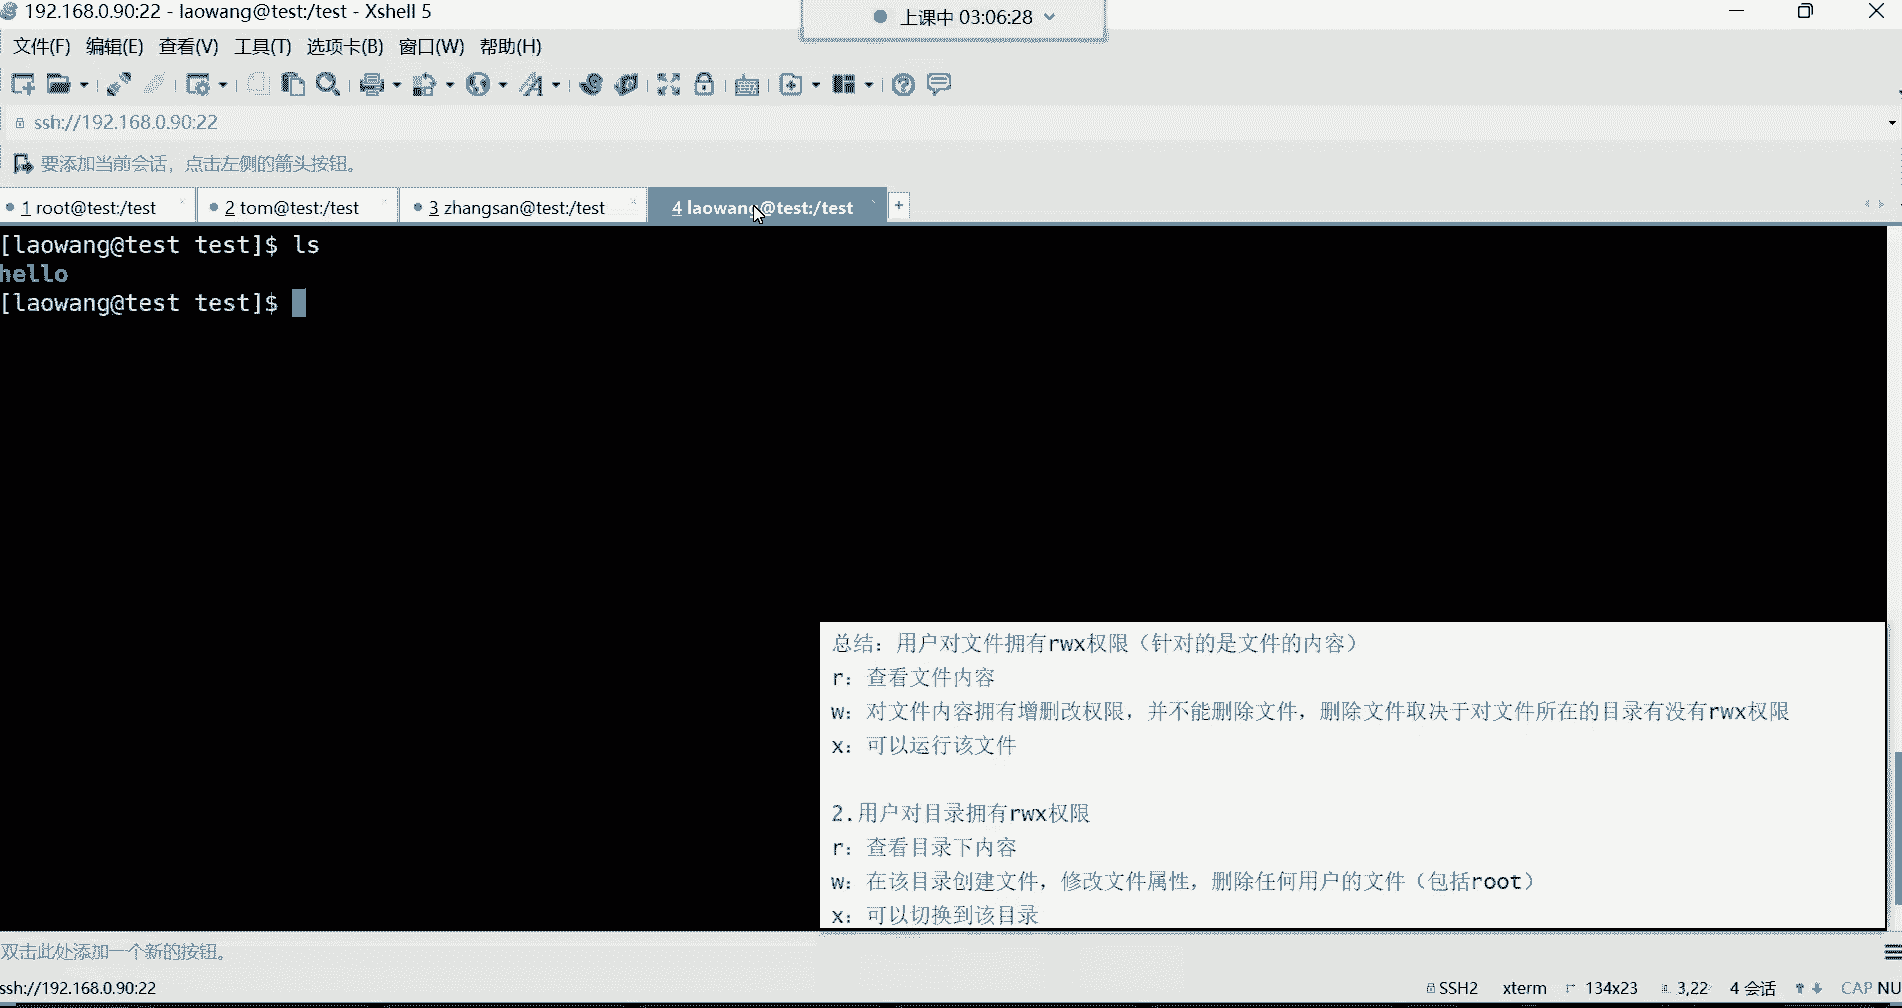 192.168.0.90:22 - laowang@test:/test - Xshell 5
上课中 03:06:28
文件(F) 编辑(E) 查看(V) 工具(T) 选项卡(B) 窗口(W) 帮助(H)
ssh://192.168.0.90:22
要添加当前会话，点击左侧的箭头按钮。
1 root@test:/test 2 tom@test:/test 3 zhangsan@test:/test 4 laowang@test:/test +
[laowang@test test]$ ls
hello
[laowang@test test]$
总结：用户对文件拥有rwx权限（针对的是文件的内容）
r：查看文件内容
w：对文件内容拥有增删改权限，并不能删除文件，删除文件取决于对文件所在的目录有没有rwx权限
x：可以运行该文件
2.用户对目录拥有rwx权限
r：查看目录下内容
w：在该目录创建文件，修改文件属性，删除任何用户的文件（包括root）
x：可以切换到该目录
双击此处添加一个新的按钮。
ssh://192.168.0.90:22 SSH2 xterm 134x23 3,22 4 会话 CAP NU